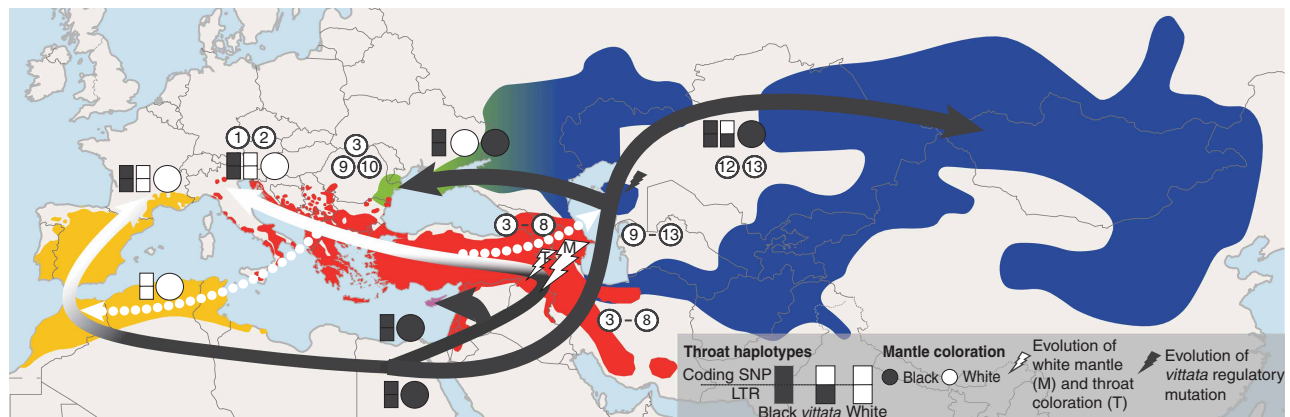 1 2
3
9 10
12 13
3 – 8
M
T
9 – 13
3 – 8
Throat haplotypes
Coding SNP
LTR
Black vittata White
Mantle coloration
Black White
Evolution of
white mantle
(M) and throat
coloration (T)
Evolution of
vittata regulatory
mutation